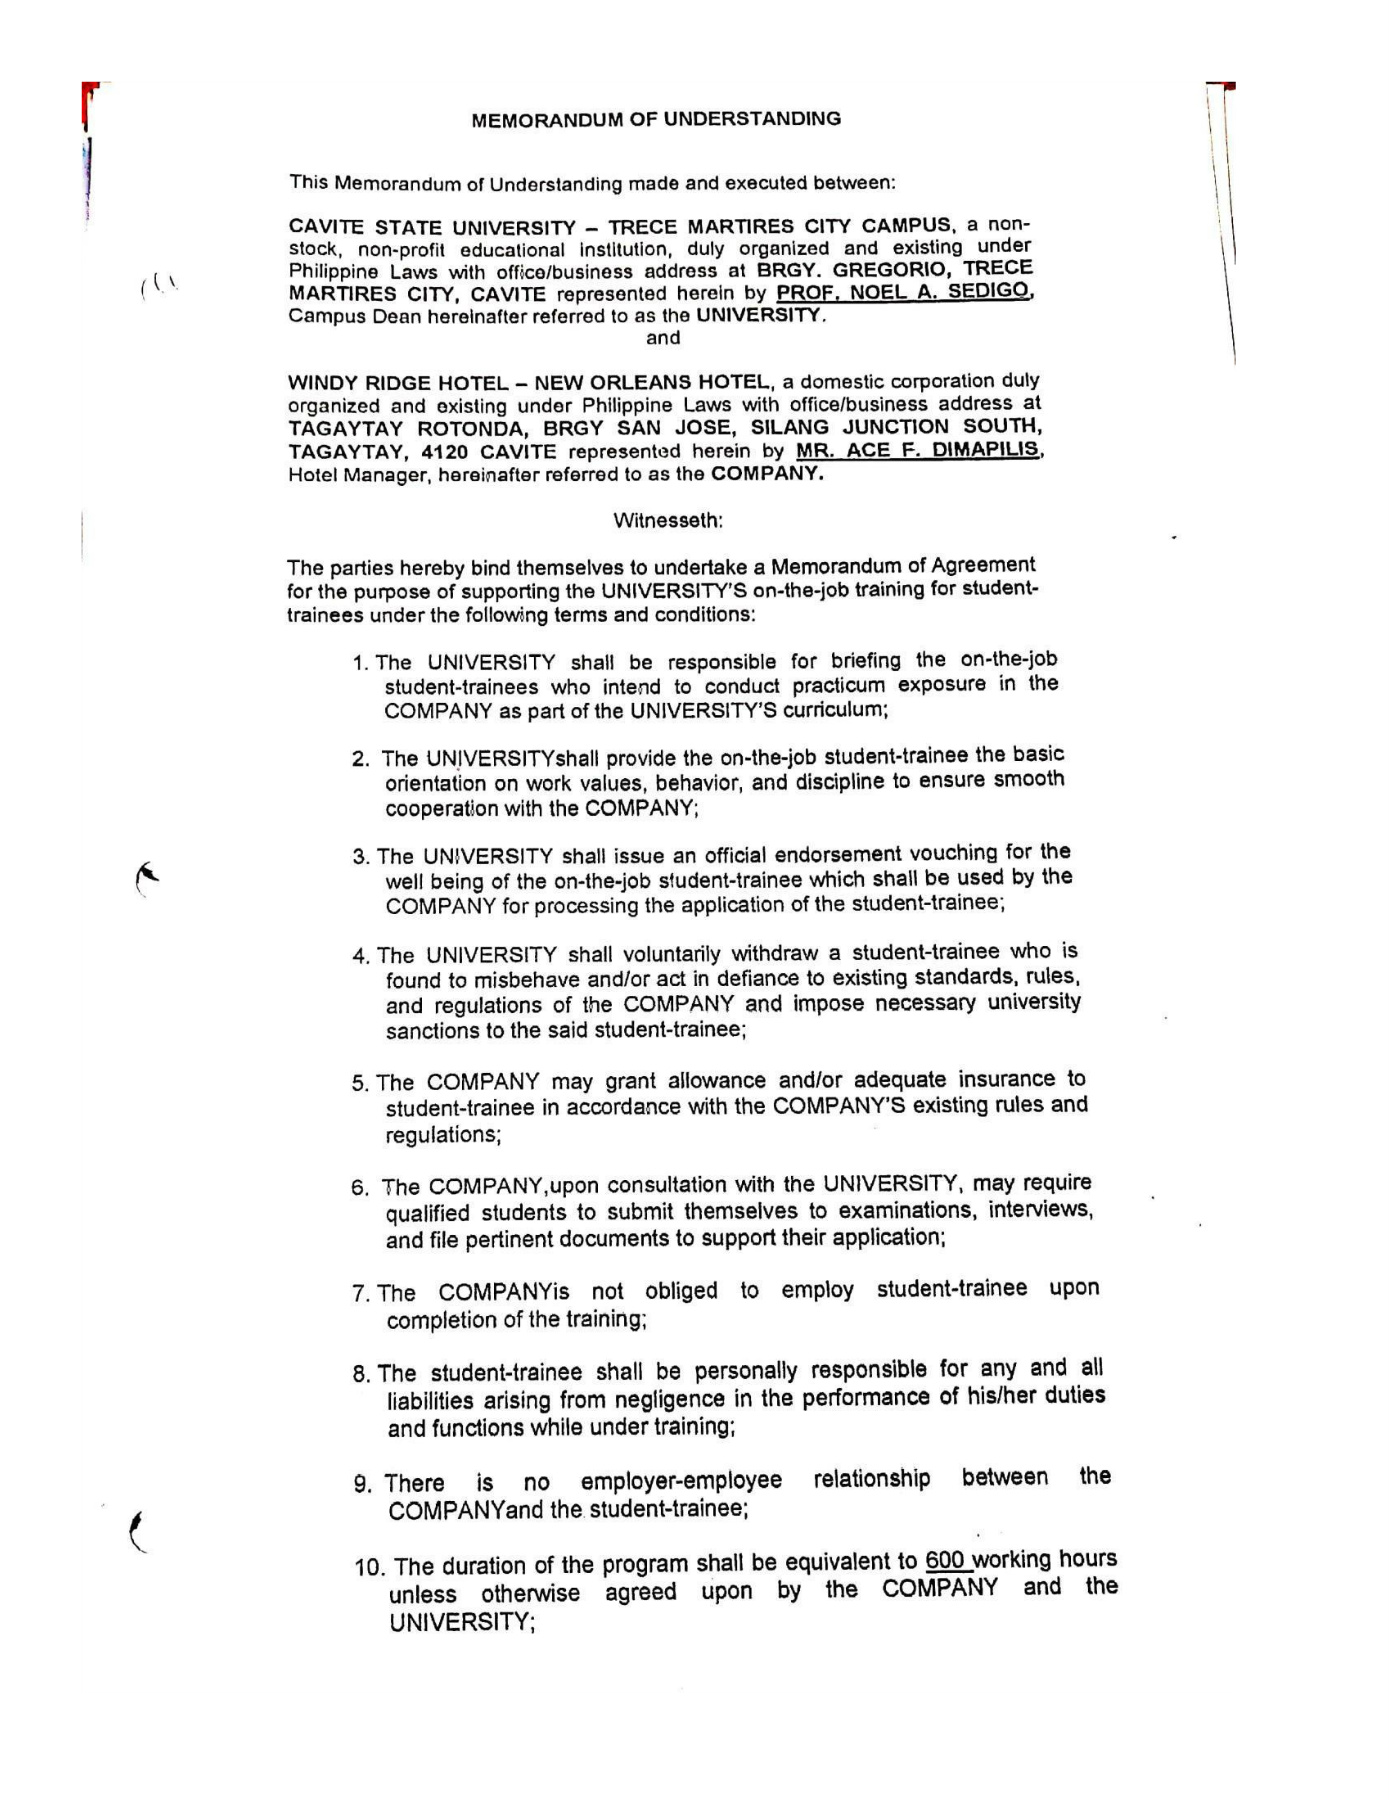 MEMORANDUM OF UNDERSTANDING
This Memorandum of Understanding made and executed between:
CAVITE STATE UNIVERSITY – TRECE MARTIRES CITY CAMPUS, a non-
stock, non-profit educational institution, duly organized and existing under
Philippine Laws with office/business address at BRGY. GREGORIO, TRECE
MARTIRES CITY, CAVITE represented herein by PROF. NOEL A. SEDIGO,
Campus Dean hereinafter referred to as the UNIVERSITY.
and
WINDY RIDGE HOTEL – NEW ORLEANS HOTEL, a domestic corporation duly
organized and existing under Philippine Laws with office/business address at
TAGAYTAY ROTONDA, BRGY SAN JOSE, SILANG JUNCTION SOUTH,
TAGAYTAY, 4120 CAVITE represented herein by MR. ACE F. DIMAPILIS,
Hotel Manager, hereinafter referred to as the COMPANY.
Witnesseth:
The parties hereby bind themselves to undertake a Memorandum of Agreement
for the purpose of supporting the UNIVERSITY'S on-the-job training for student-
trainees under the following terms and conditions:
1. The UNIVERSITY shall be responsible for briefing the on-the-job
student-trainees who intend to conduct practicum exposure in the
COMPANY as part of the UNIVERSITY'S curriculum;
2. The UNIVERSITYshall provide the on-the-job student-trainee the basic
orientation on work values, behavior, and discipline to ensure smooth
cooperation with the COMPANY;
3. The UNIVERSITY shall issue an official endorsement vouching for the
well being of the on-the-job student-trainee which shall be used by the
COMPANY for processing the application of the student-trainee;
4. The UNIVERSITY shall voluntarily withdraw a student-trainee who is
found to misbehave and/or act in defiance to existing standards, rules,
and regulations of the COMPANY and impose necessary university
sanctions to the said student-trainee;
5. The COMPANY may grant allowance and/or adequate insurance to
student-trainee in accordance with the COMPANY'S existing rules and
regulations;
6. The COMPANY,upon consultation with the UNIVERSITY, may require
qualified students to submit themselves to examinations, interviews,
and file pertinent documents to support their application;
7. The COMPANYis not obliged to employ student-trainee upon
completion of the training;
8. The student-trainee shall be personally responsible for any and all
liabilities arising from negligence in the performance of his/her duties
and functions while under training;
9. There is no employer-employee relationship between the
COMPANYand the student-trainee;
10. The duration of the program shall be equivalent to 600 working hours
unless otherwise agreed upon by the COMPANY and the
UNIVERSITY;